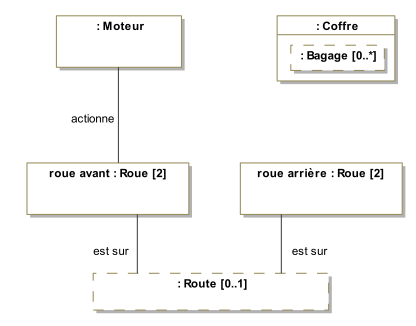 : Moteur
: Coffre
: Bagage [0..*]
actionne
roue avant : Roue [2]
roue arrière : Roue [2]
est sur
est sur
: Route [0..1]